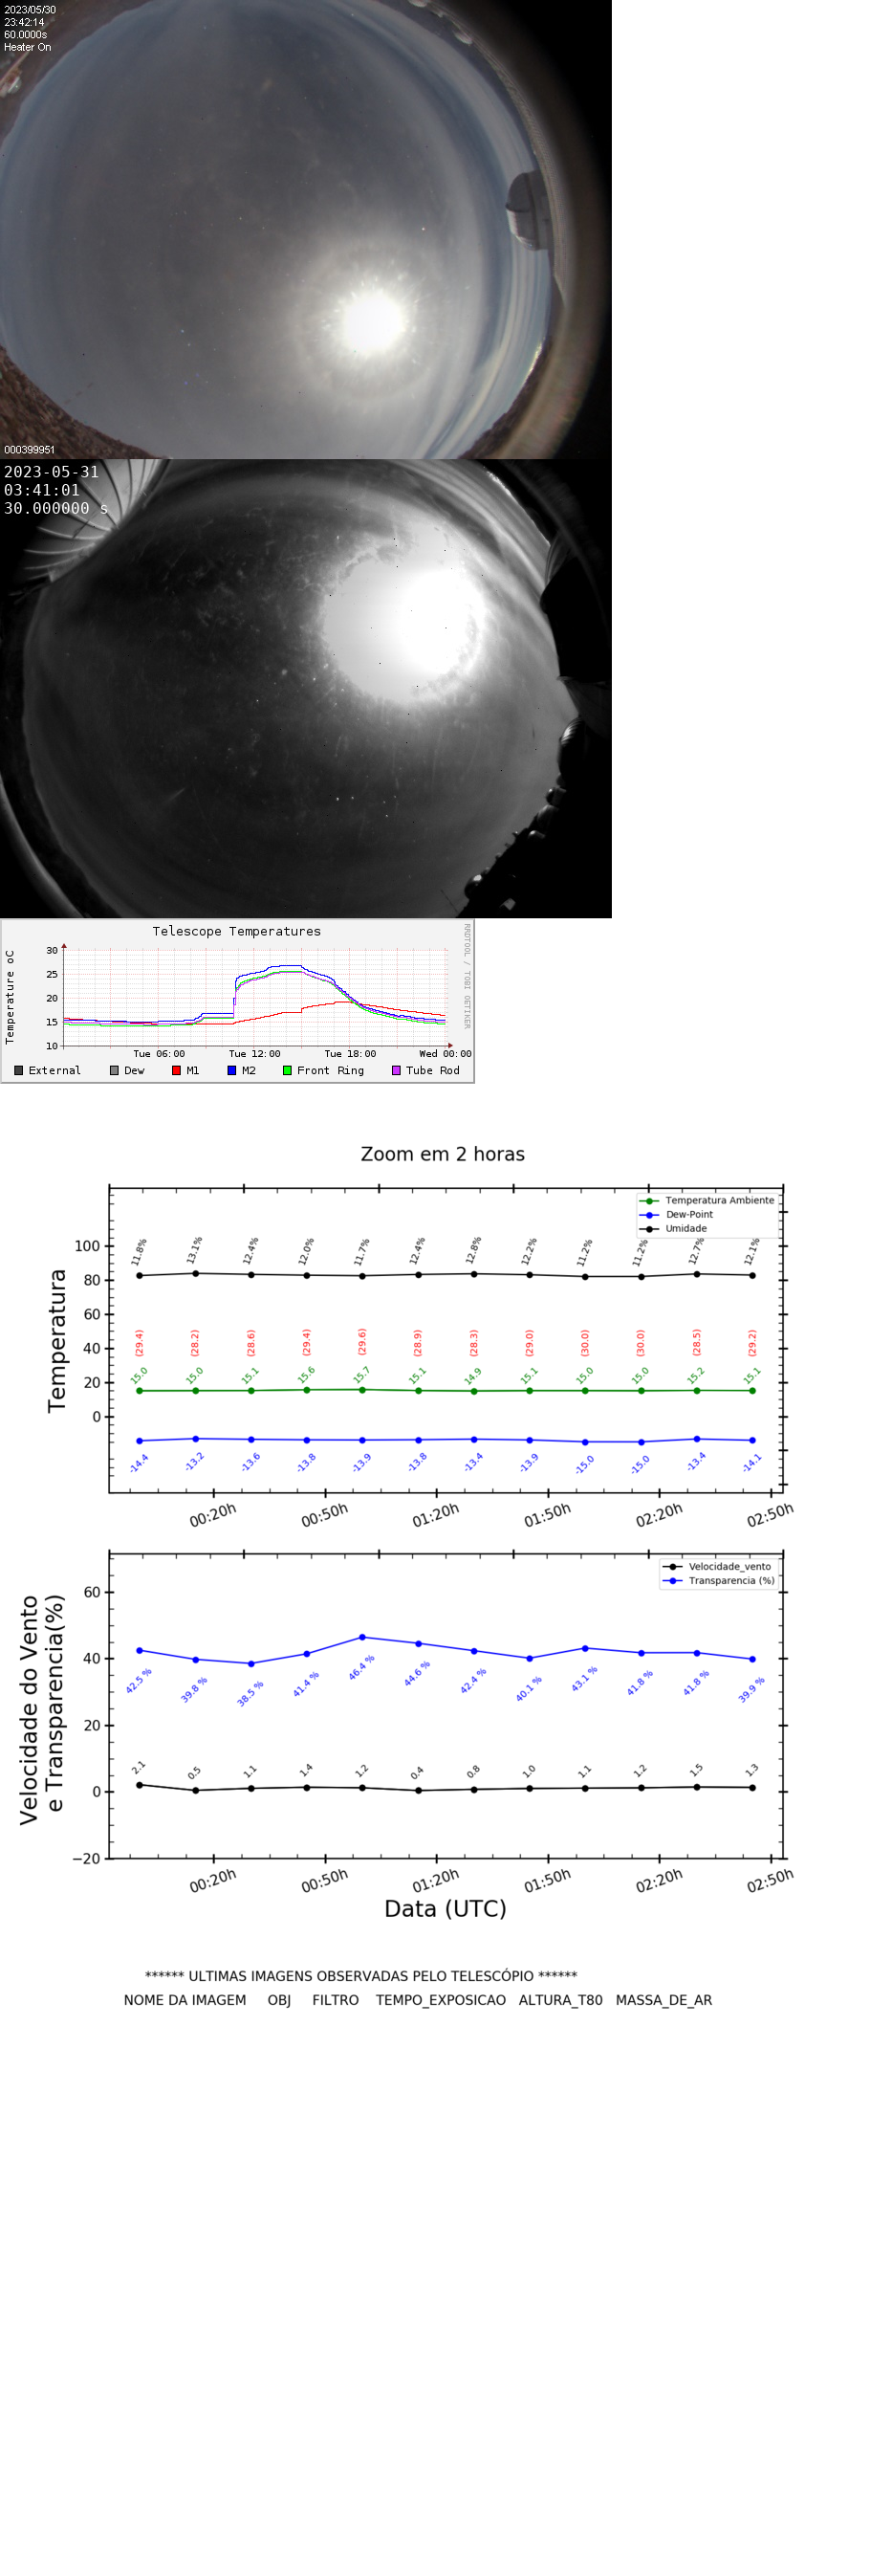 2023/05/30
23:42:14
60.0000s
Heater On
000399951
2023-05-31
03:41:01
30.000000 s
Telescope Temperatures
RRDTOOL / TOBI OETIKER
Temperature oC
30
25
20
15
10
Tue 06:00 Tue 12:00 Tue 18:00 Wed 00:00
External Dew M1 M2 Front Ring Tube Rod
Zoom em 2 horas
Temperatura Ambiente
Dew-Point
Umidade
Temperatura
100
80
60
40
20
0
11.8% 13.1% 12.4% 12.0% 11.7% 12.4% 12.8% 12.2% 11.2% 11.2% 12.7% 12.1%
(29.4) (28.2) (28.6) (29.4) (29.6) (28.9) (28.3) (29.0) (30.0) (30.0) (28.5) (29.2)
15.0 15.0 15.1 15.6 15.7 15.1 14.9 15.1 15.0 15.0 15.2 15.1
-14.4 -13.2 -13.6 -13.8 -13.9 -13.8 -13.4 -13.9 -15.0 -15.0 -13.4 -14.1
00:20h 00:50h 01:20h 01:50h 02:20h 02:50h
Velocidade_vento
Transparencia (%)
Velocidade do Vento
e Transparencia(%)
60
40
20
0
−20
42.5 % 39.8 % 38.5 % 41.4 % 46.4 % 44.6 % 42.4 % 40.1 % 43.1 % 41.8 % 41.8 % 39.9 %
2.1 0.5 1.1 1.4 1.2 0.4 0.8 1.0 1.1 1.2 1.5 1.3
00:20h 00:50h 01:20h 01:50h 02:20h 02:50h
Data (UTC)
****** ULTIMAS IMAGENS OBSERVADAS PELO TELESCÓPIO ******
NOME DA IMAGEM OBJ FILTRO TEMPO_EXPOSICAO ALTURA_T80 MASSA_DE_AR